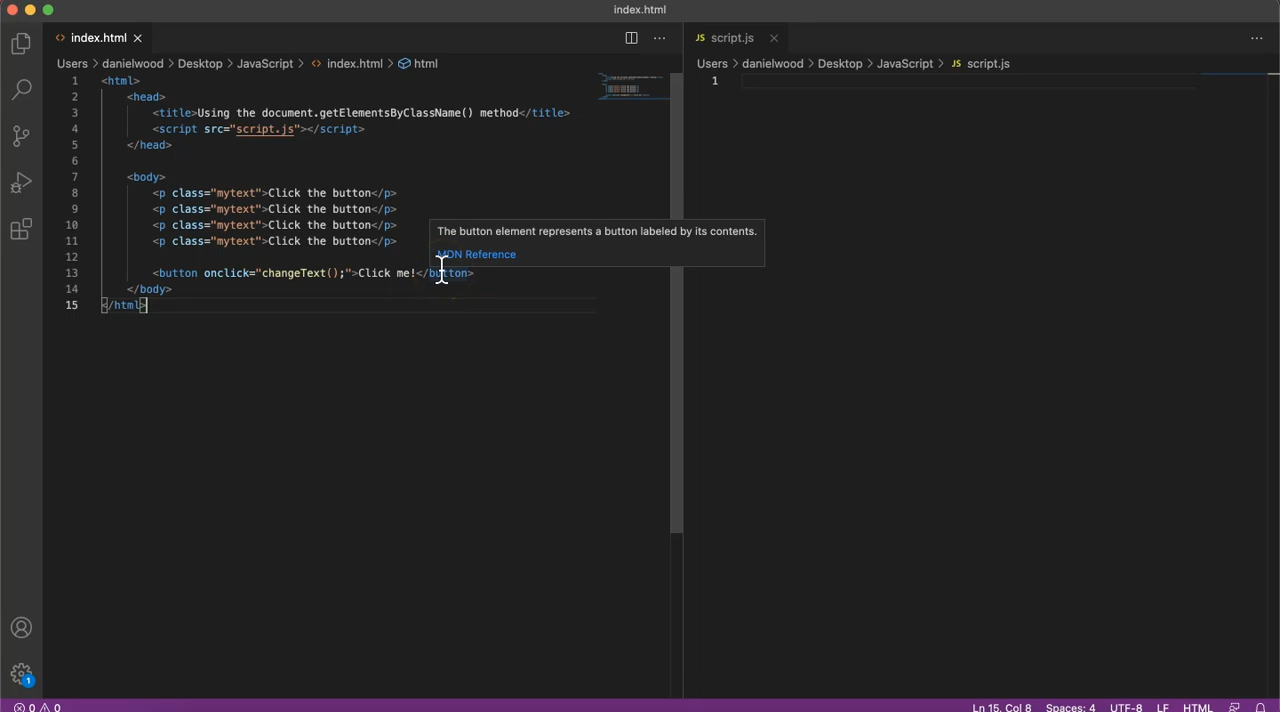 index.html
index.html
script.js
Users > danielwood > Desktop > JavaScript > index.html > html
Users > danielwood > Desktop > JavaScript > JS script.js
1 <html>
2 <head>
3 <title>Using the document.getElementsByClassName() method</title>
4 <script src="script.js"></script>
5 </head>
6
7 <body>
8 <p class="mytext">Click the button</p>
9 <p class="mytext">Click the button</p>
10 <p class="mytext">Click the button</p>
11 <p class="mytext">Click the button</p>
12
13 <button onclick="changeText();">Click me!</button>
14 </body>
15 </html>
The button element represents a button labeled by its contents.
MDN Reference
JS
1
1
0 0
Ln 15, Col 8 Spaces: 4 UTF-8 LF HTML